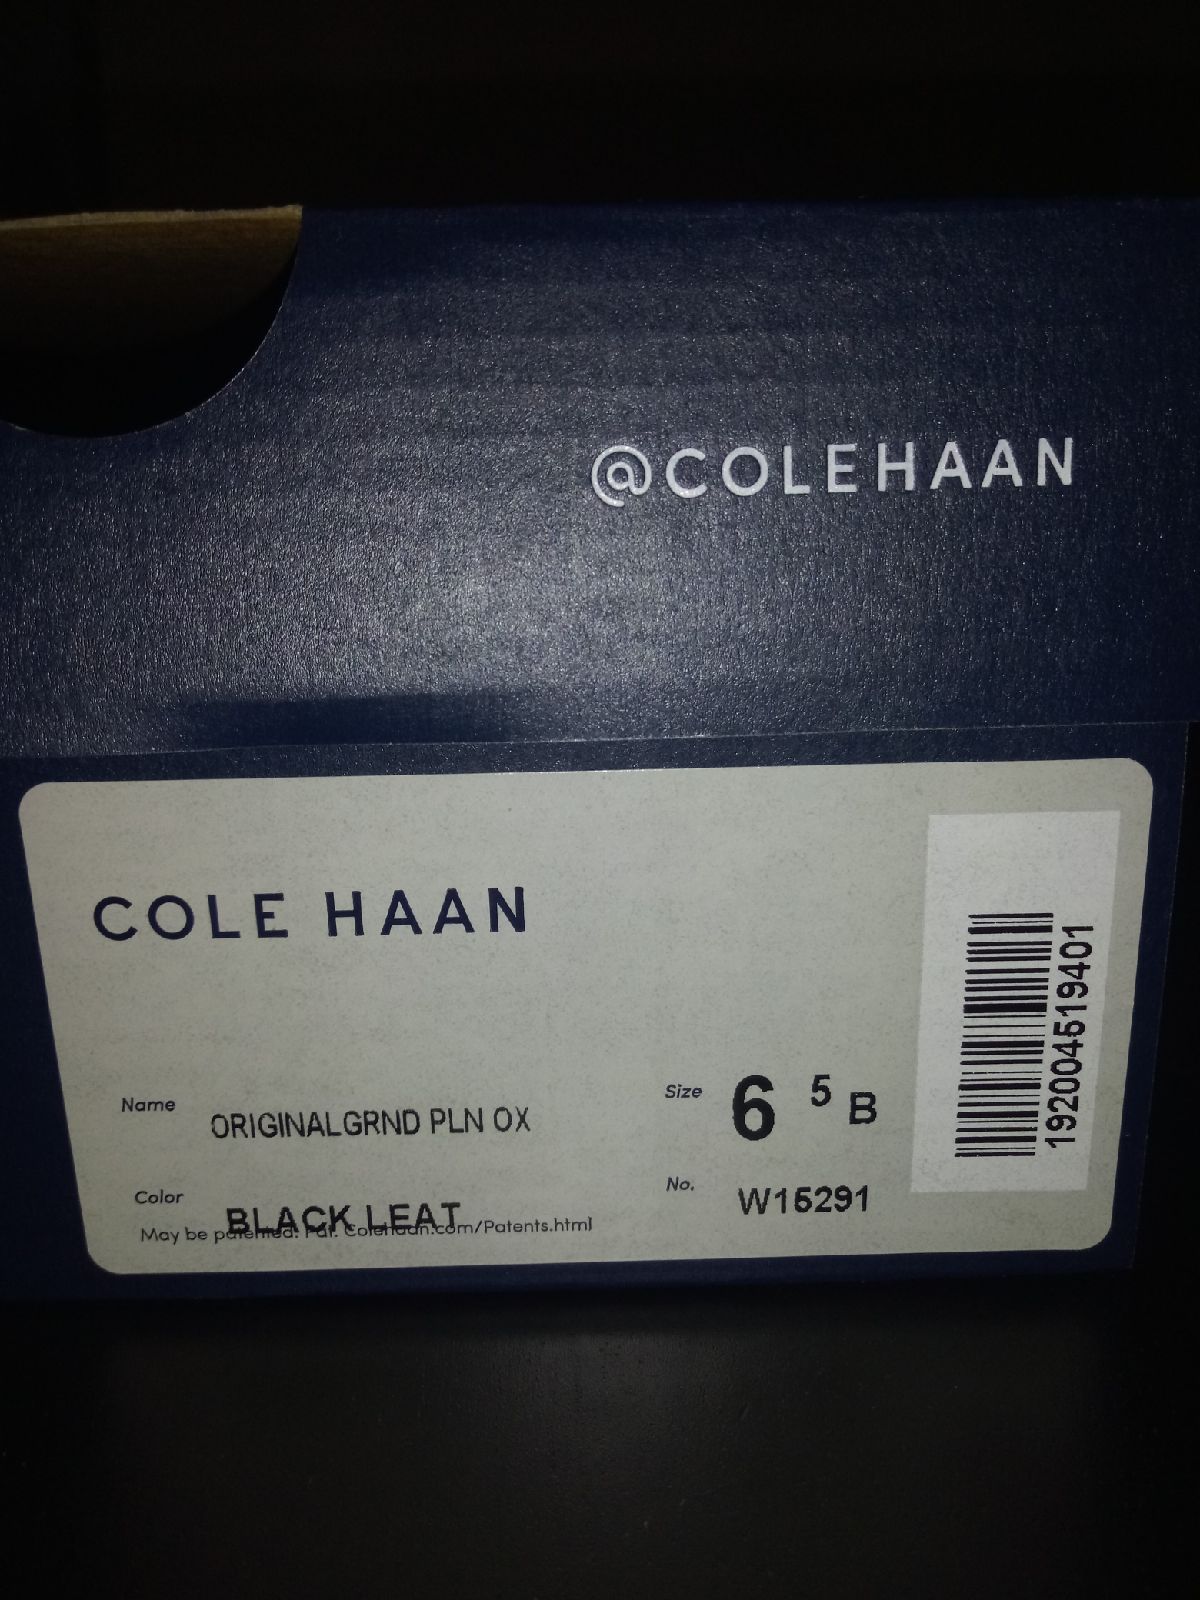 @COLEHAAN
COLE HAAN
Name ORIGINALGRND PLN OX
Size 6 5 B
Color BLACK LEAT
No. W15291
May be patented. Pat. Colehaan.com/Patents.html
192004519401